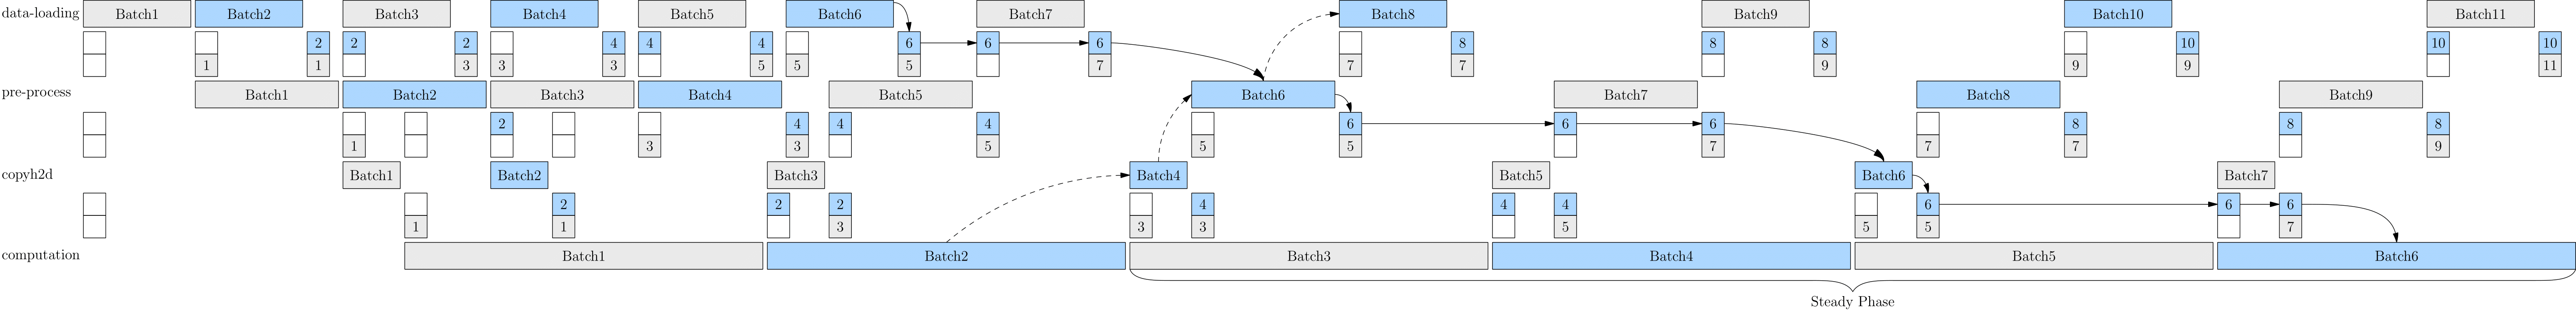 data-loading Batch1 Batch2 Batch3 Batch4 Batch5 Batch6 Batch7 Batch8 Batch9 Batch10 Batch11
2 2 2 4 4 4 6 6 6 8 8 8 10 10 10
1 1 3 3 3 5 5 5 7 7 7 9 9 9 11
pre-process Batch1 Batch2 Batch3 Batch4 Batch5 Batch6 Batch7 Batch8 Batch9
2 4 4 4 6 6 6 8 8 8
1 3 3 5 5 5 7 7 7 9
copyh2d Batch1 Batch2 Batch3 Batch4 Batch5 Batch6 Batch7
2 2 2 4 4 4 6 6 6
1 1 3 3 3 5 5 5 7
computation Batch1 Batch2 Batch3 Batch4 Batch5 Batch6
Steady Phase